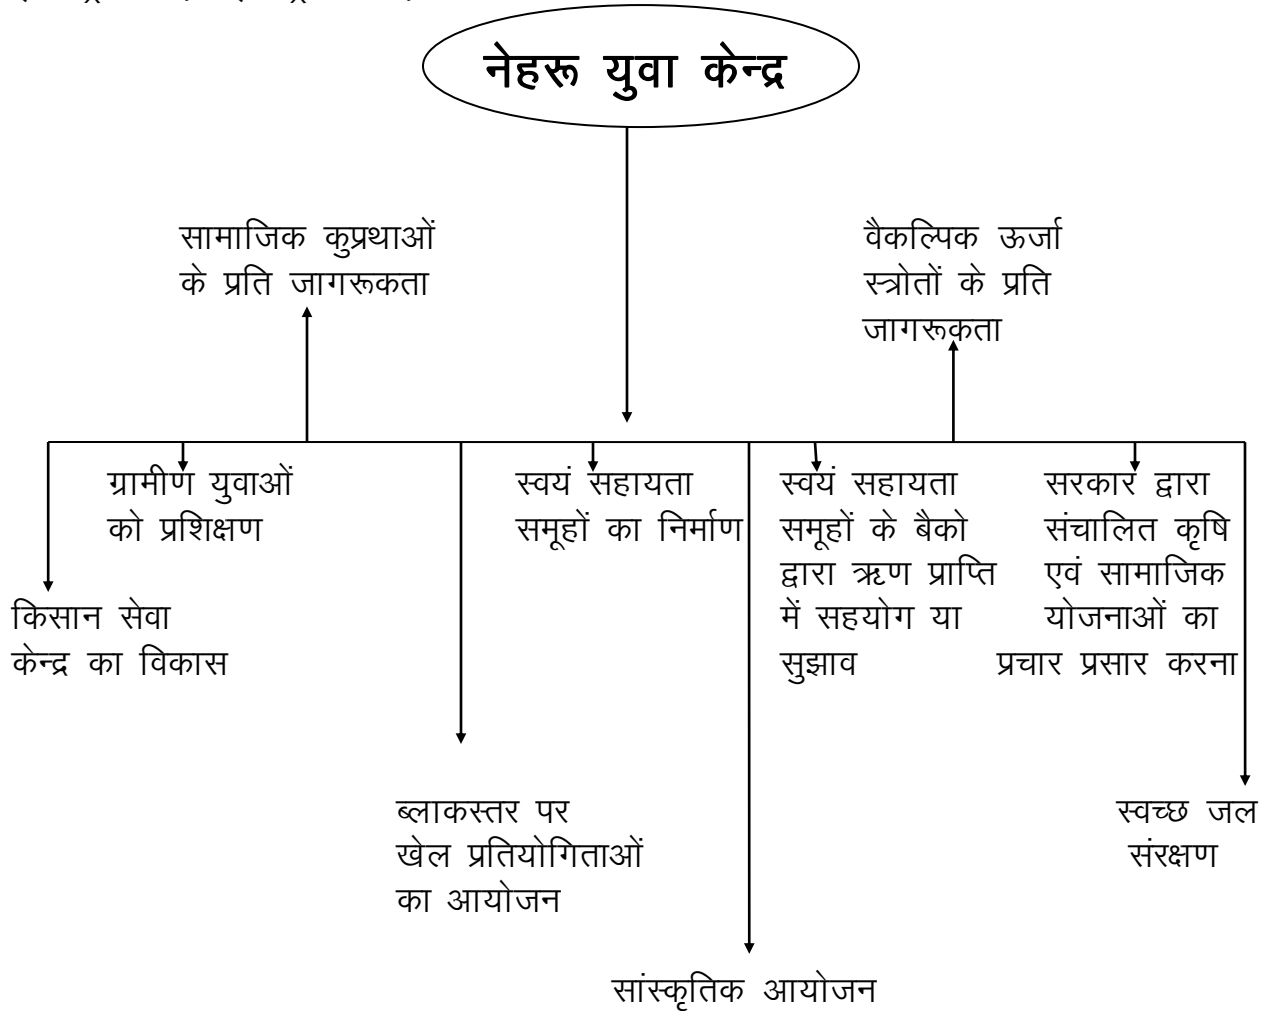 नेहरू युवा केन्द्र
सामाजिक कुप्रथाओं
के प्रति जागरूकता
वैकल्पिक ऊर्जा
स्त्रोतों के प्रति
जागरूकता
ग्रामीण युवाओं
को प्रशिक्षण
स्वयं सहायता
समूहों का निर्माण
स्वयं सहायता
समूहों के बैको
द्वारा ऋण प्राप्ति
में सहयोग या
सुझाव
सरकार द्वारा
संचालित कृषि
एवं सामाजिक
योजनाओं का
प्रचार प्रसार करना
किसान सेवा
केन्द्र का विकास
ब्लाकस्तर पर
खेल प्रतियोगिताओं
का आयोजन
स्वच्छ जल
संरक्षण
सांस्कृतिक आयोजन